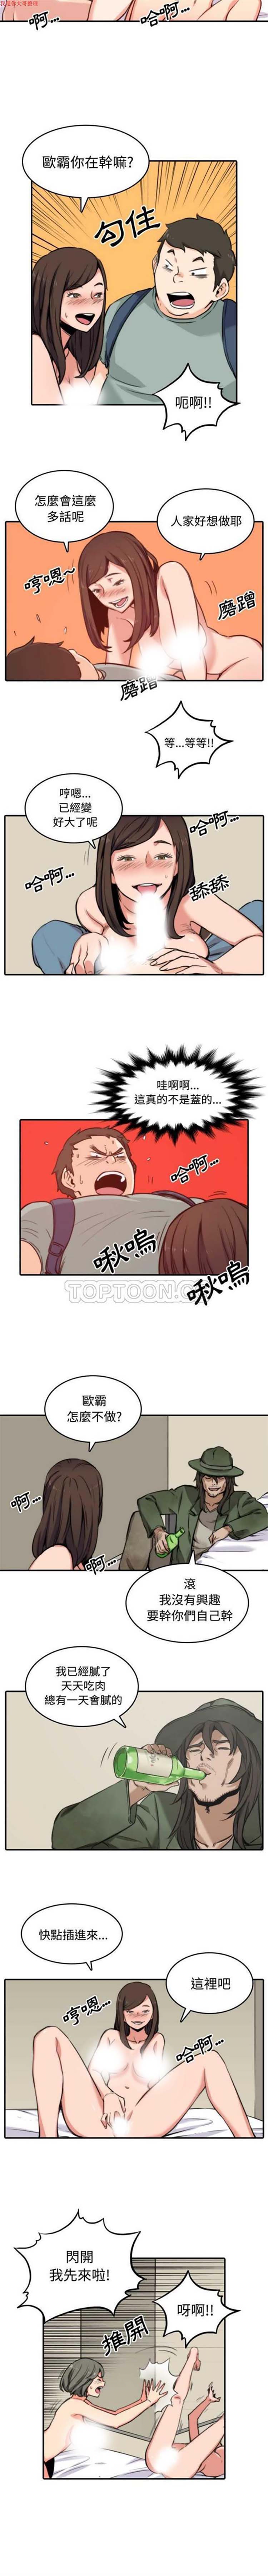 啊...
哈啊...
歐霸你在幹嘛?
勾住
呃啊!!
怎麼會這麼
多話呢
人家好想做耶
哼嗯~
磨蹭
磨蹭
等...等等!!
哼嗯...
已經變
好大了呢
哈啊...
哈啊...
舔舔
哇啊啊...
這真的不是蓋的...
哈啊...
啾嗚
啾嗚
TOPTOON.C
歐霸
怎麼不做?
啊...
啊...
滾
我沒有興趣
要幹你們自己幹
我已經膩了
天天吃肉
總有一天會膩的
快點插進來...
這裡吧
哼嗯...
哈啊...
閃開
我先來啦!
呀啊!!
推開